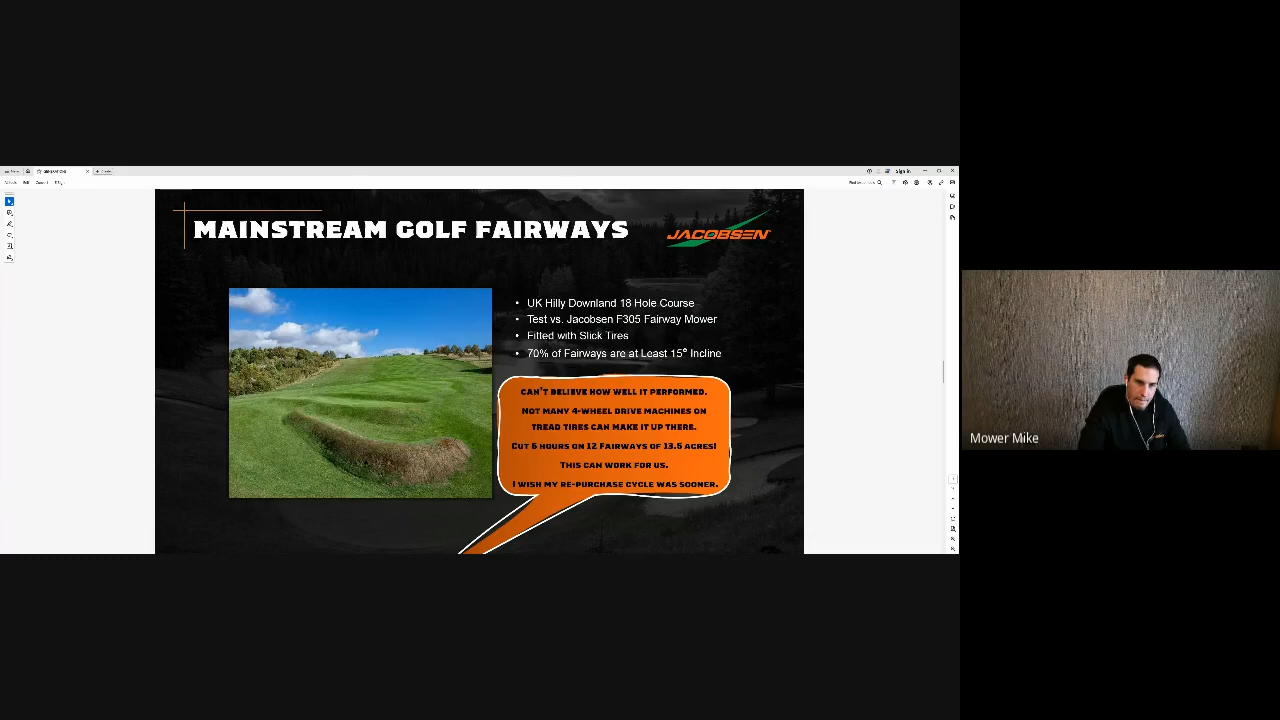 Sign in
MAINSTREAM GOLF FAIRWAYS
JACOBSEN
• UK Hilly Downland 18 Hole Course
• Test vs. Jacobsen F305 Fairway Mower
• Fitted with Slick Tires
• 70% of Fairways are at Least 15° Incline
CAN'T BELIEVE HOW WELL IT PERFORMED.
NOT MANY 4-WHEEL DRIVE MACHINES ON
TREAD TIRES CAN MAKE IT UP THERE.
CUT 6 HOURS ON 12 FAIRWAYS OF 13.5 ACRES!
THIS CAN WORK FOR US.
I WISH MY RE-PURCHASE CYCLE WAS SOONER.
Mower Mike